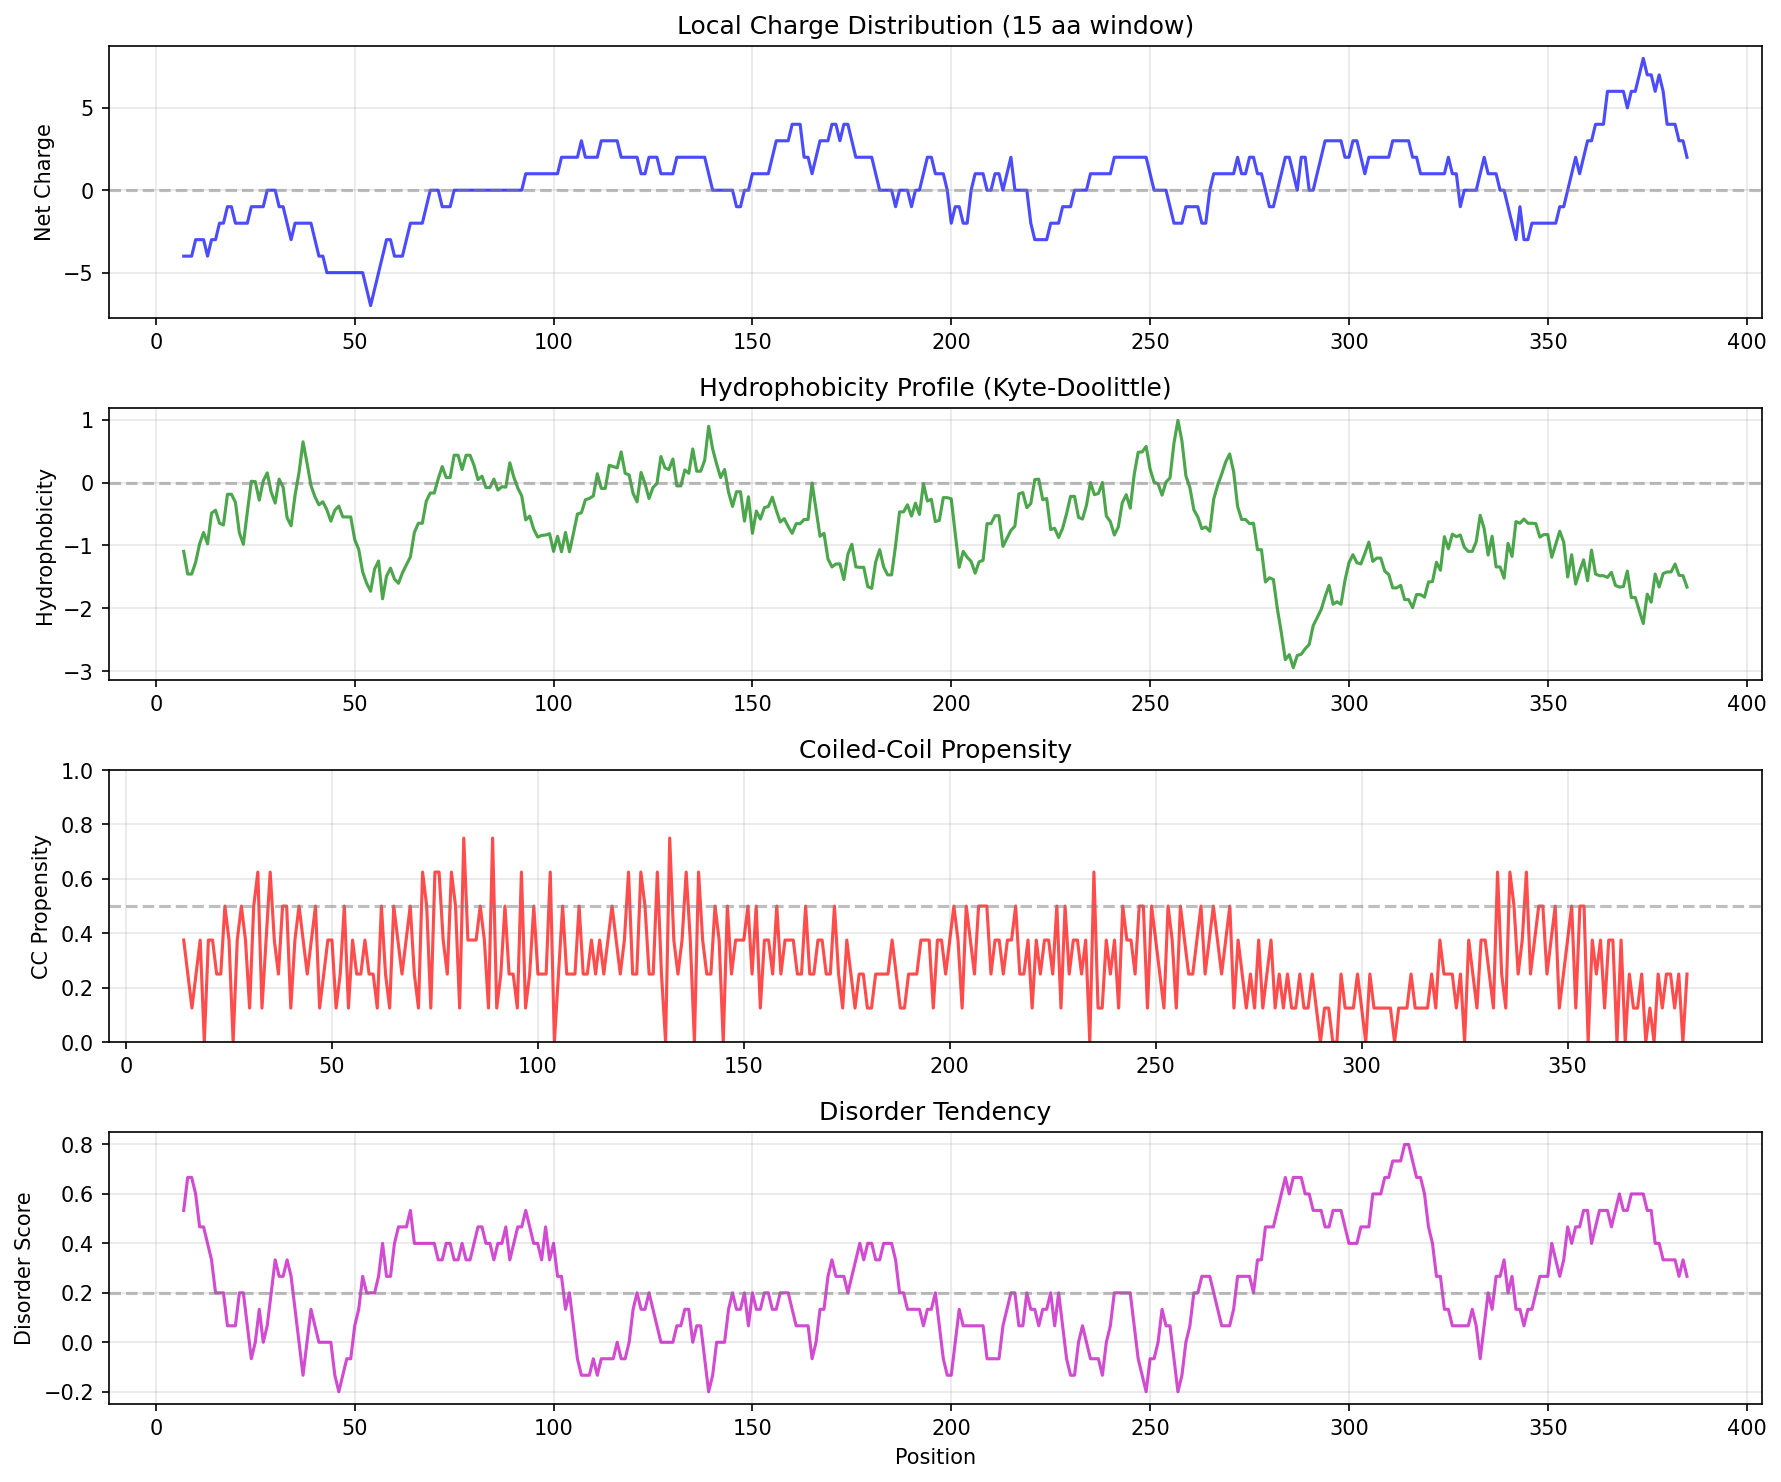 Local Charge Distribution (15 aa window)
Net Charge
5
0
−5
0 50 100 150 200 250 300 350 400
Hydrophobicity Profile (Kyte-Doolittle)
Hydrophobicity
1
0
−1
−2
−3
0 50 100 150 200 250 300 350 400
Coiled-Coil Propensity
CC Propensity
1.0
0.8
0.6
0.4
0.2
0.0
0 50 100 150 200 250 300 350
Disorder Tendency
Disorder Score
0.8
0.6
0.4
0.2
0.0
−0.2
0 50 100 150 200 250 300 350 400
Position